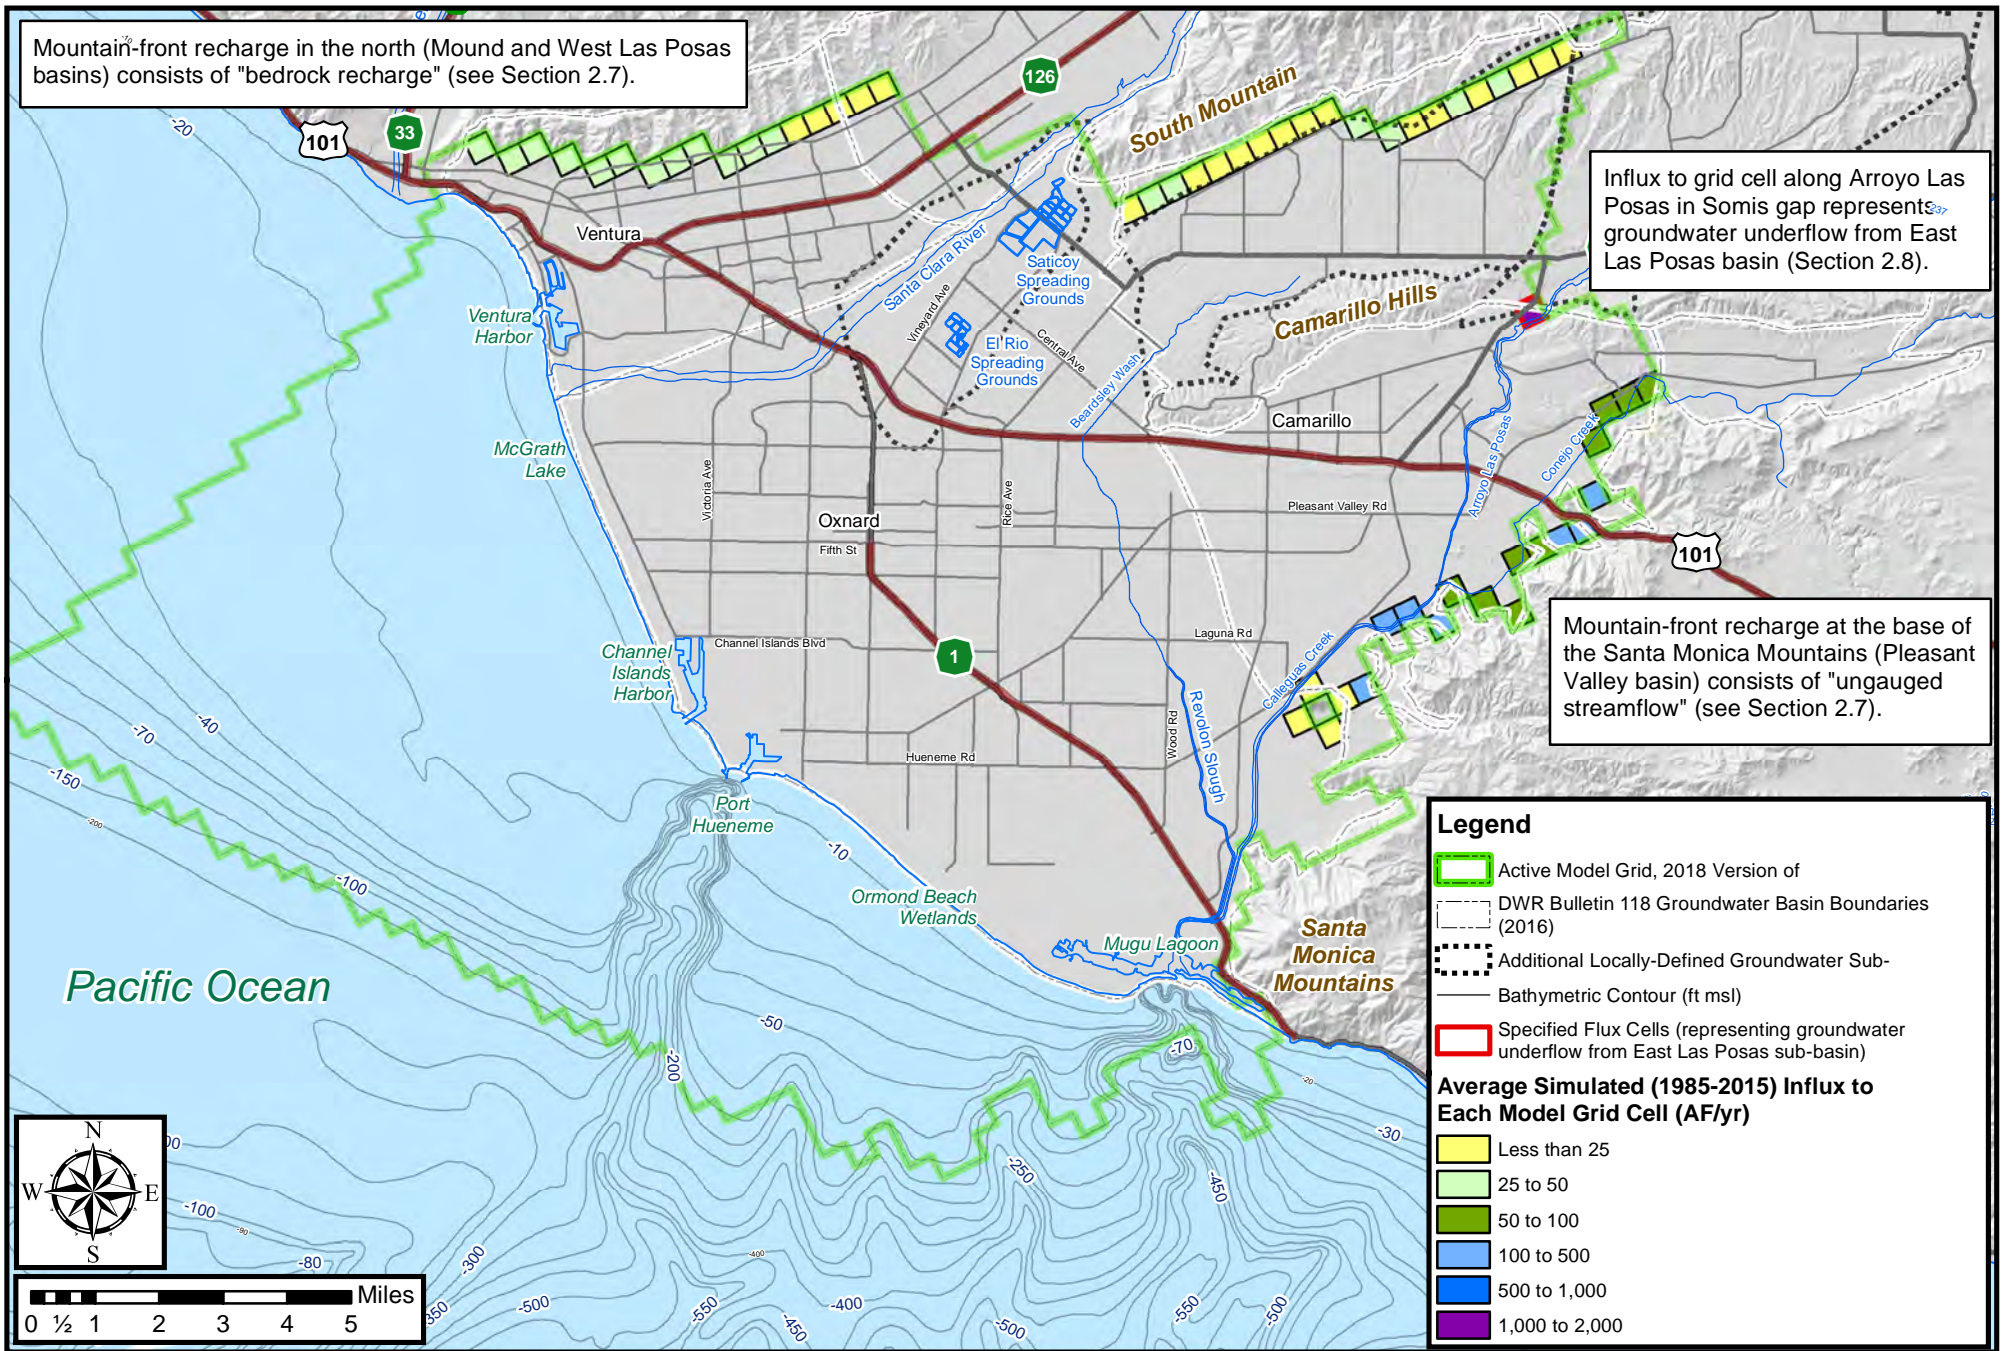 Mountain-front recharge in the north (Mound and West Las Posas
basins) consists of "bedrock recharge" (see Section 2.7).
126
33
101
South Mountain
Influx to grid cell along Arroyo Las
Posas in Somis gap represents
groundwater underflow from East
Las Posas basin (Section 2.8).
237
-20
Ventura
Santa Clara River
Saticoy
Spreading
Grounds
Ventura
Harbor
Vineyard Ave
El Rio
Spreading
Grounds
Central Ave
Camarillo Hills
Beardsley Wash
Camarillo
McGrath
Lake
Victoria Ave
Rice Ave
Arroyo Las Posas
Conejo Creek
Pleasant Valley Rd
Oxnard
Fifth St
101
Mountain-front recharge at the base of
the Santa Monica Mountains (Pleasant
Valley basin) consists of "ungauged
streamflow" (see Section 2.7).
Channel Islands Blvd
Channel
Islands
Harbor
1
Laguna Rd
Calleguas Creek
Revolon Slough
Wood Rd
Hueneme Rd
-40
-70
-150
-200
Port
Hueneme
-10
-100
Ormond Beach
Wetlands
Mugu Lagoon
Santa
Monica
Mountains
Pacific Ocean
-50
-70
-200
-20
-30
-250
-450
-100
-90
-80
-300
-400
-350
-500
-550
-450
-400
-500
-550
-500
N
W
E
S
Miles
0 ½ 1 2 3 4 5
Legend
Active Model Grid, 2018 Version of
DWR Bulletin 118 Groundwater Basin Boundaries
(2016)
Additional Locally-Defined Groundwater Sub-
Bathymetric Contour (ft msl)
Specified Flux Cells (representing groundwater
underflow from East Las Posas sub-basin)
Average Simulated (1985-2015) Influx to
Each Model Grid Cell (AF/yr)
Less than 25
25 to 50
50 to 100
100 to 500
500 to 1,000
1,000 to 2,000